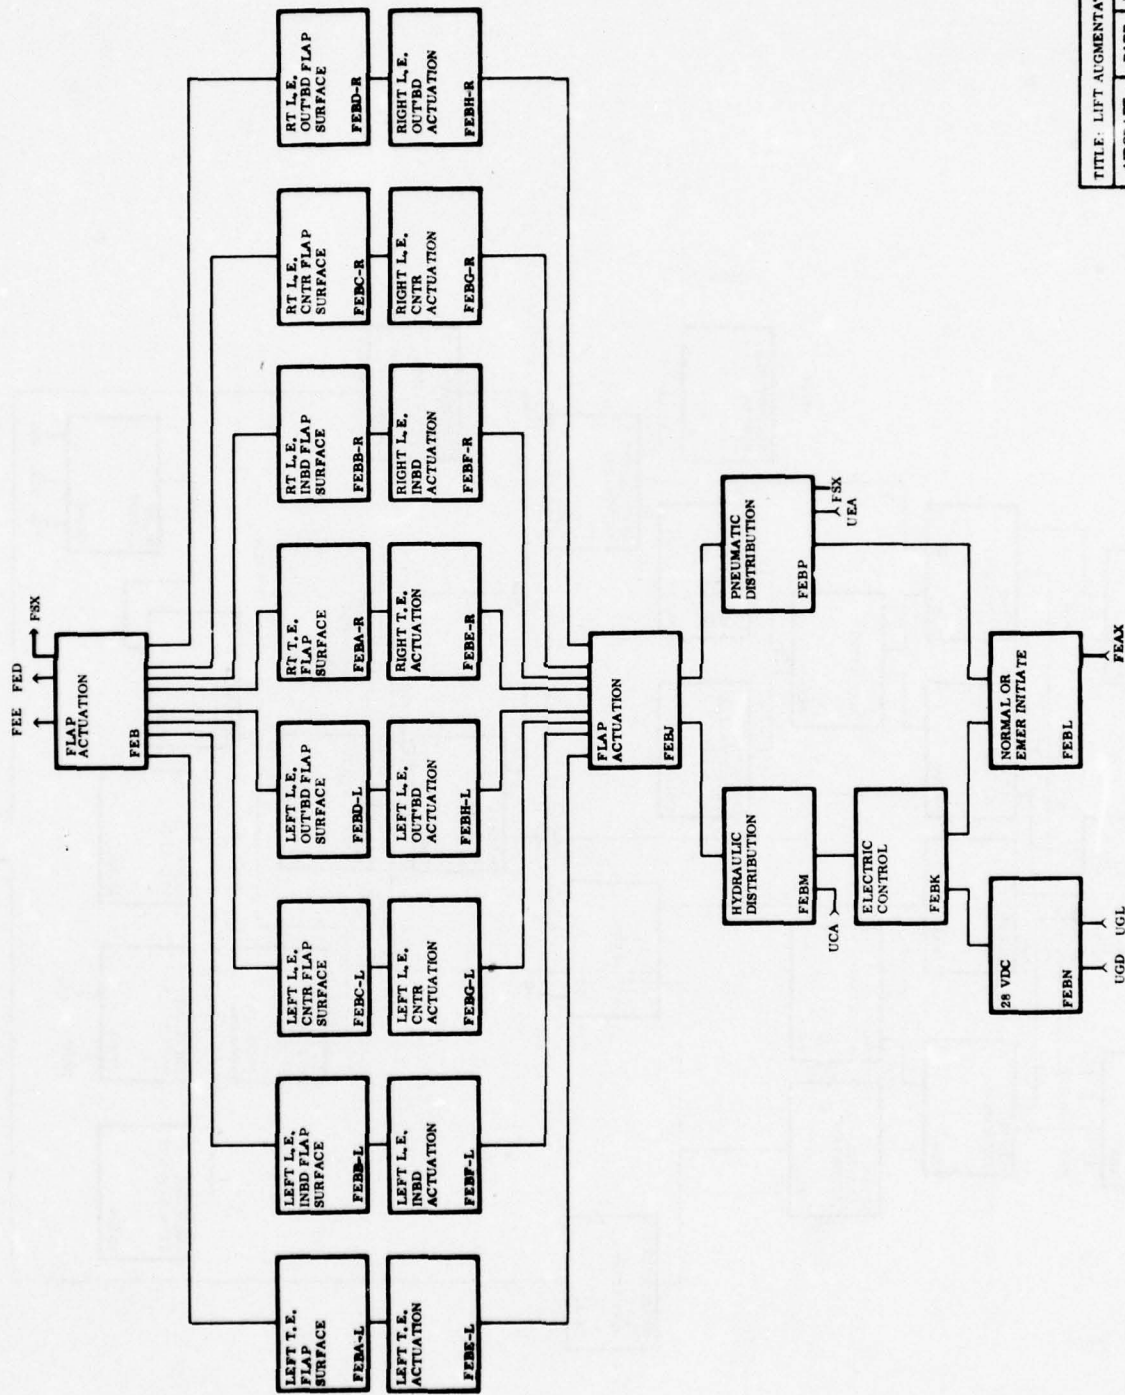 FEE FED FSX
FLAP
ACTUATION
FEB
LEFT T.E.
FLAP
SURFACE
FEBA-L
LEFT L.E.
INBD FLAP
SURFACE
FEBB-L
LEFT L.E.
CNTR FLAP
SURFACE
FEBC-L
LEFT L.E.
OUT'BD FLAP
SURFACE
FEBD-L
RT T.E.
FLAP
SURFACE
FEBA-R
RT L.E.
INBD FLAP
SURFACE
FEBB-R
RT L.E.
CNTR FLAP
SURFACE
FEBC-R
RT L.E.
OUT'BD FLAP
SURFACE
FEBD-R
LEFT T.E.
ACTUATION
FEBE-L
LEFT L.E.
INBD
ACTUATION
FEBF-L
LEFT L.E.
CNTR
ACTUATION
FEBG-L
LEFT L.E.
OUT'BD
ACTUATION
FEBH-L
RIGHT T.E.
ACTUATION
FEBE-R
RIGHT L.E.
INBD
ACTUATION
FEBF-R
RIGHT L.E.
CNTR
ACTUATION
FEBG-R
RIGHT L.E.
OUT'BD
ACTUATION
FEBH-R
FLAP
ACTUATION
FEBJ
HYDRAULIC
DISTRIBUTION
FEBM
UCA
PNEUMATIC
DISTRIBUTION
FEBP
UEA FSX
ELECTRIC
CONTROL
FEBK
28 VDC
FEBN
UGD UGL
NORMAL OR
EMER INITIATE
FEBL
FEAX
TITLE: LIFT AUGMENTA